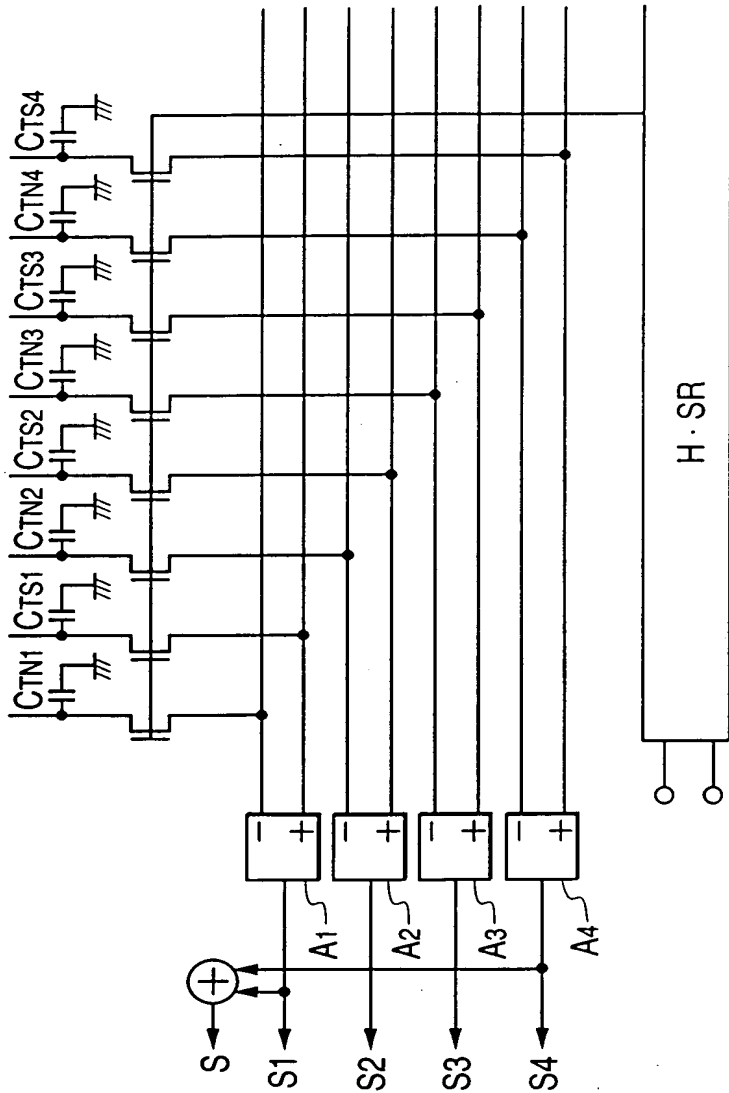 CTN1
CTS1
CTN2
CTS2
CTN3
CTS3
CTN4
CTS4
−
+
−
+
−
+
−
+
A1
A2
A3
A4
+
S
S1
S2
S3
S4
H · SR